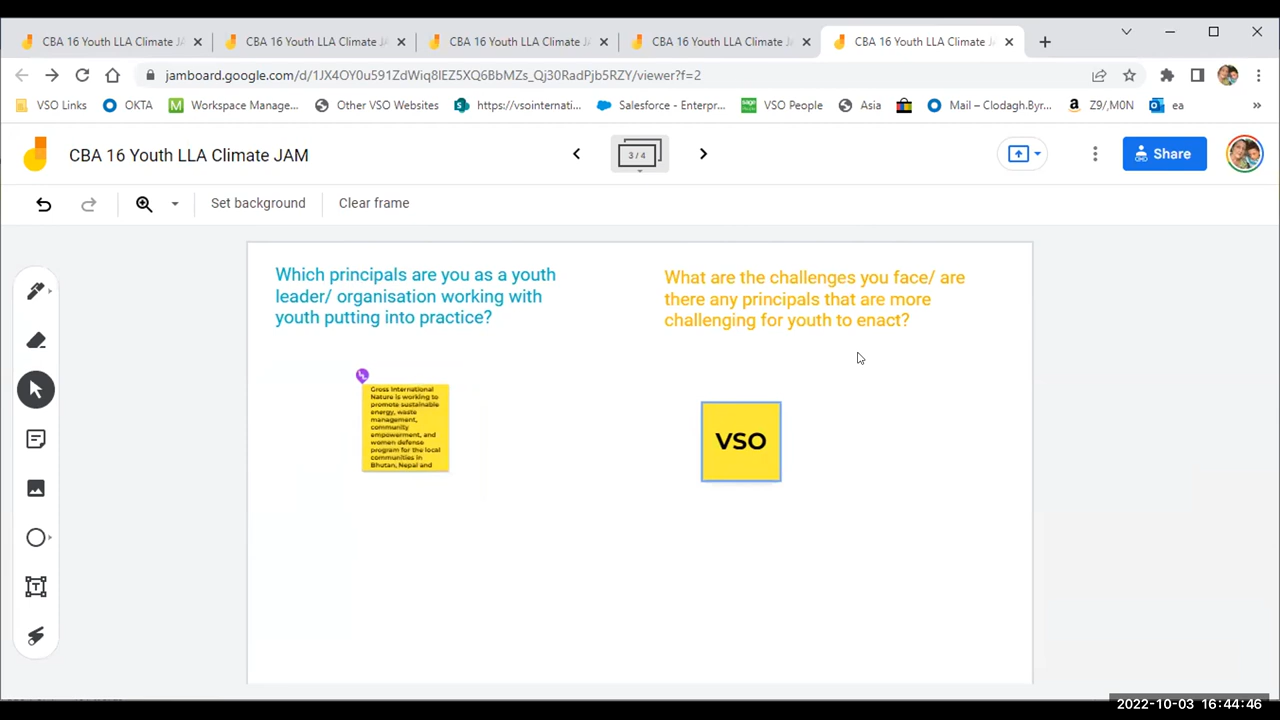 CBA 16 Youth LLA Climate JA
CBA 16 Youth LLA Climate JA
CBA 16 Youth LLA Climate JA
CBA 16 Youth LLA Climate JA
CBA 16 Youth LLA Climate JA
jamboard.google.com/d/1JX4OY0u591ZdWiq8lEZ5XQ6BbMZs_Qj30RadPjb5RZY/viewer?f=2
VSO Links OKTA Workspace Manage... Other VSO Websites https://vsointernati... Salesforce - Enterpr... VSO People Asia Mail – Clodagh.Byr... Z9/,M0N ea
CBA 16 Youth LLA Climate JAM
3 / 4
Share
Set background Clear frame
Which principals are you as a youth
leader/ organisation working with
youth putting into practice?
What are the challenges you face/ are
there any principals that are more
challenging for youth to enact?
Gross International
Nature is working to
promote sustainable
energy, waste
management,
community
empowerment, and
women defense
program for the local
communities in
Bhutan, Nepal and
VSO
2022-10-03 16:44:46